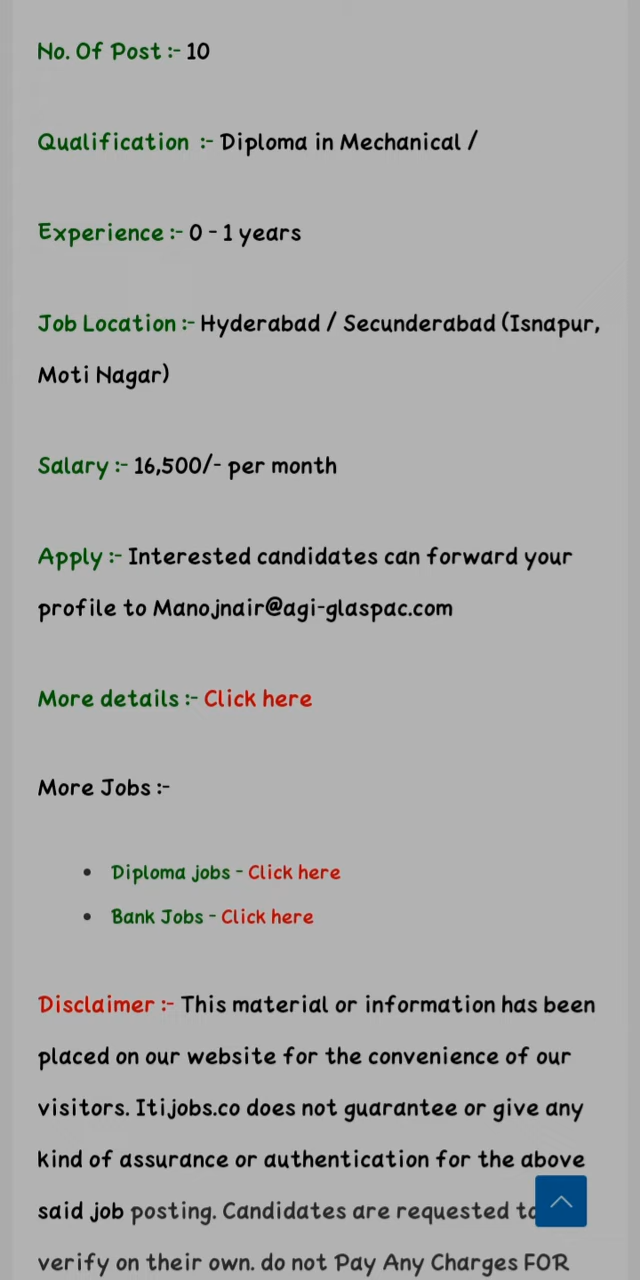 No. Of Post :- 10
Qualification :- Diploma in Mechanical /
Experience :- 0 - 1 years
Job Location :- Hyderabad / Secunderabad (Isnapur,
Moti Nagar)
Salary :- 16,500/- per month
Apply :- Interested candidates can forward your
profile to Manojnair@agi-glaspac.com
More details :- Click here
More Jobs :-
• Diploma jobs - Click here
• Bank Jobs - Click here
Disclaimer :- This material or information has been
placed on our website for the convenience of our
visitors. Itijobs.co does not guarantee or give any
kind of assurance or authentication for the above
said job posting. Candidates are requested to
verify on their own. do not Pay Any Charges FOR